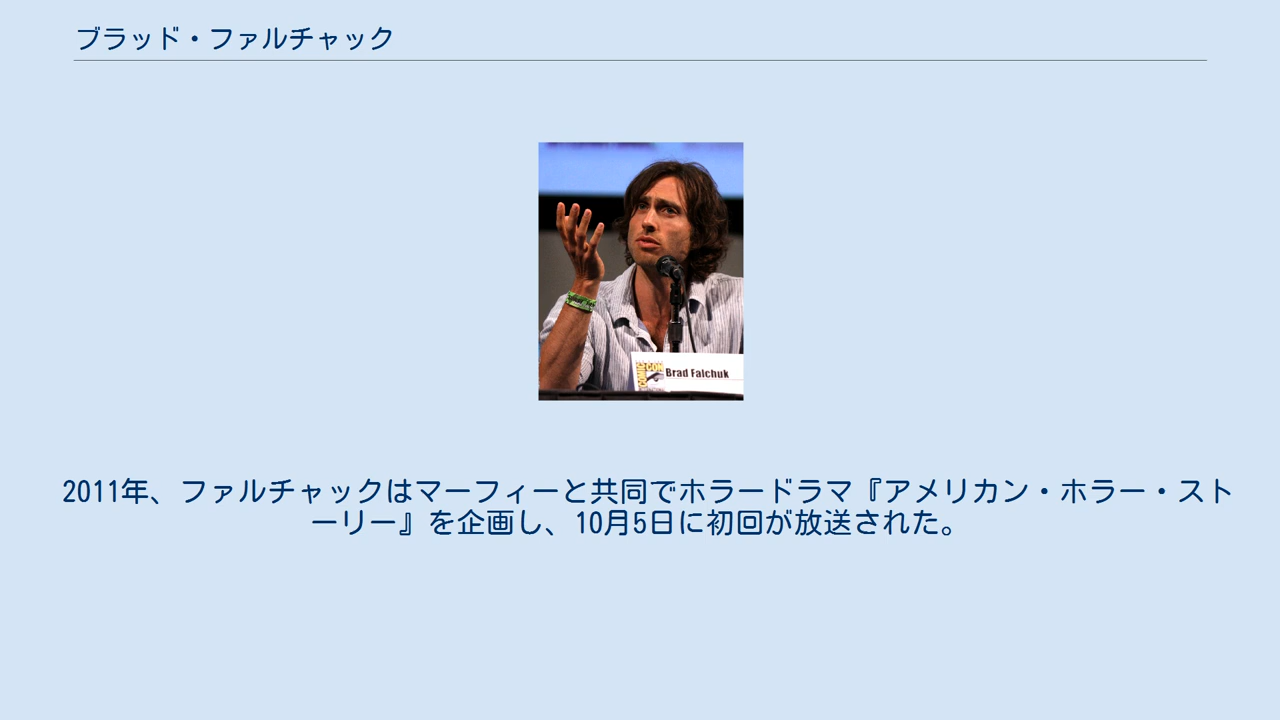 ブラッド・ファルチャック
COMIC CON
Brad Falchuk
2011年、ファルチャックはマーフィーと共同でホラードラマ『アメリカン・ホラー・スト
ーリー』を企画し、10月5日に初回が放送された。